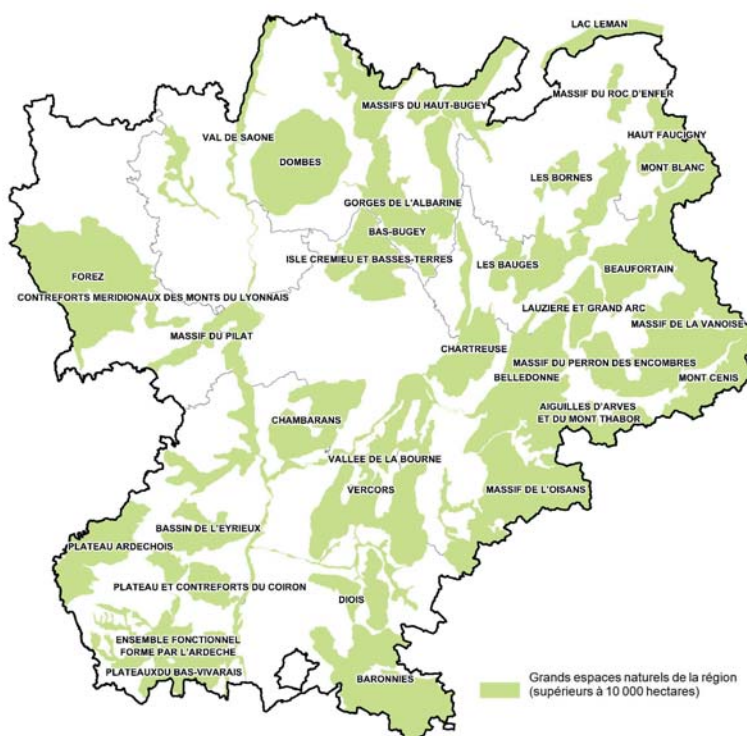 LAC LEMAN
MASSIF DU ROC D'ENFER
MASSIFS DU HAUT-BUGEY
HAUT FAUCIGNY
VAL DE SAONE
DOMBES
MONT BLANC
LES BORNES
GORGES DE L'ALBARINE
BAS-BUGEY
ISLE CREMIEU ET BASSES-TERRES
LES BAUGES
BEAUFORTAIN
FOREZ
CONTREFORTS MERIDIONAUX DES MONTS DU LYONNAIS
LAUZIERE ET GRAND ARC
MASSIF DE LA VANOISE
MASSIF DU PILAT
CHARTREUSE
MASSIF DU PERRON DES ENCOMBRES
BELLEDONNE
MONT CENIS
AIGUILLES D'ARVES
ET DU MONT THABOR
CHAMBARANS
VALLEE DE LA BOURNE
VERCORS
MASSIF DE L'OISANS
BASSIN DE L'EYRIEUX
PLATEAU ARDECHOIS
PLATEAU ET CONTREFORTS DU COIRON
DIOIS
ENSEMBLE FONCTIONNEL
FORME PAR L'ARDECHE
PLATEAUXDU BAS-VIVARAIS
BARONNIES
Grands espaces naturels de la région
(supérieurs à 10 000 hectares)